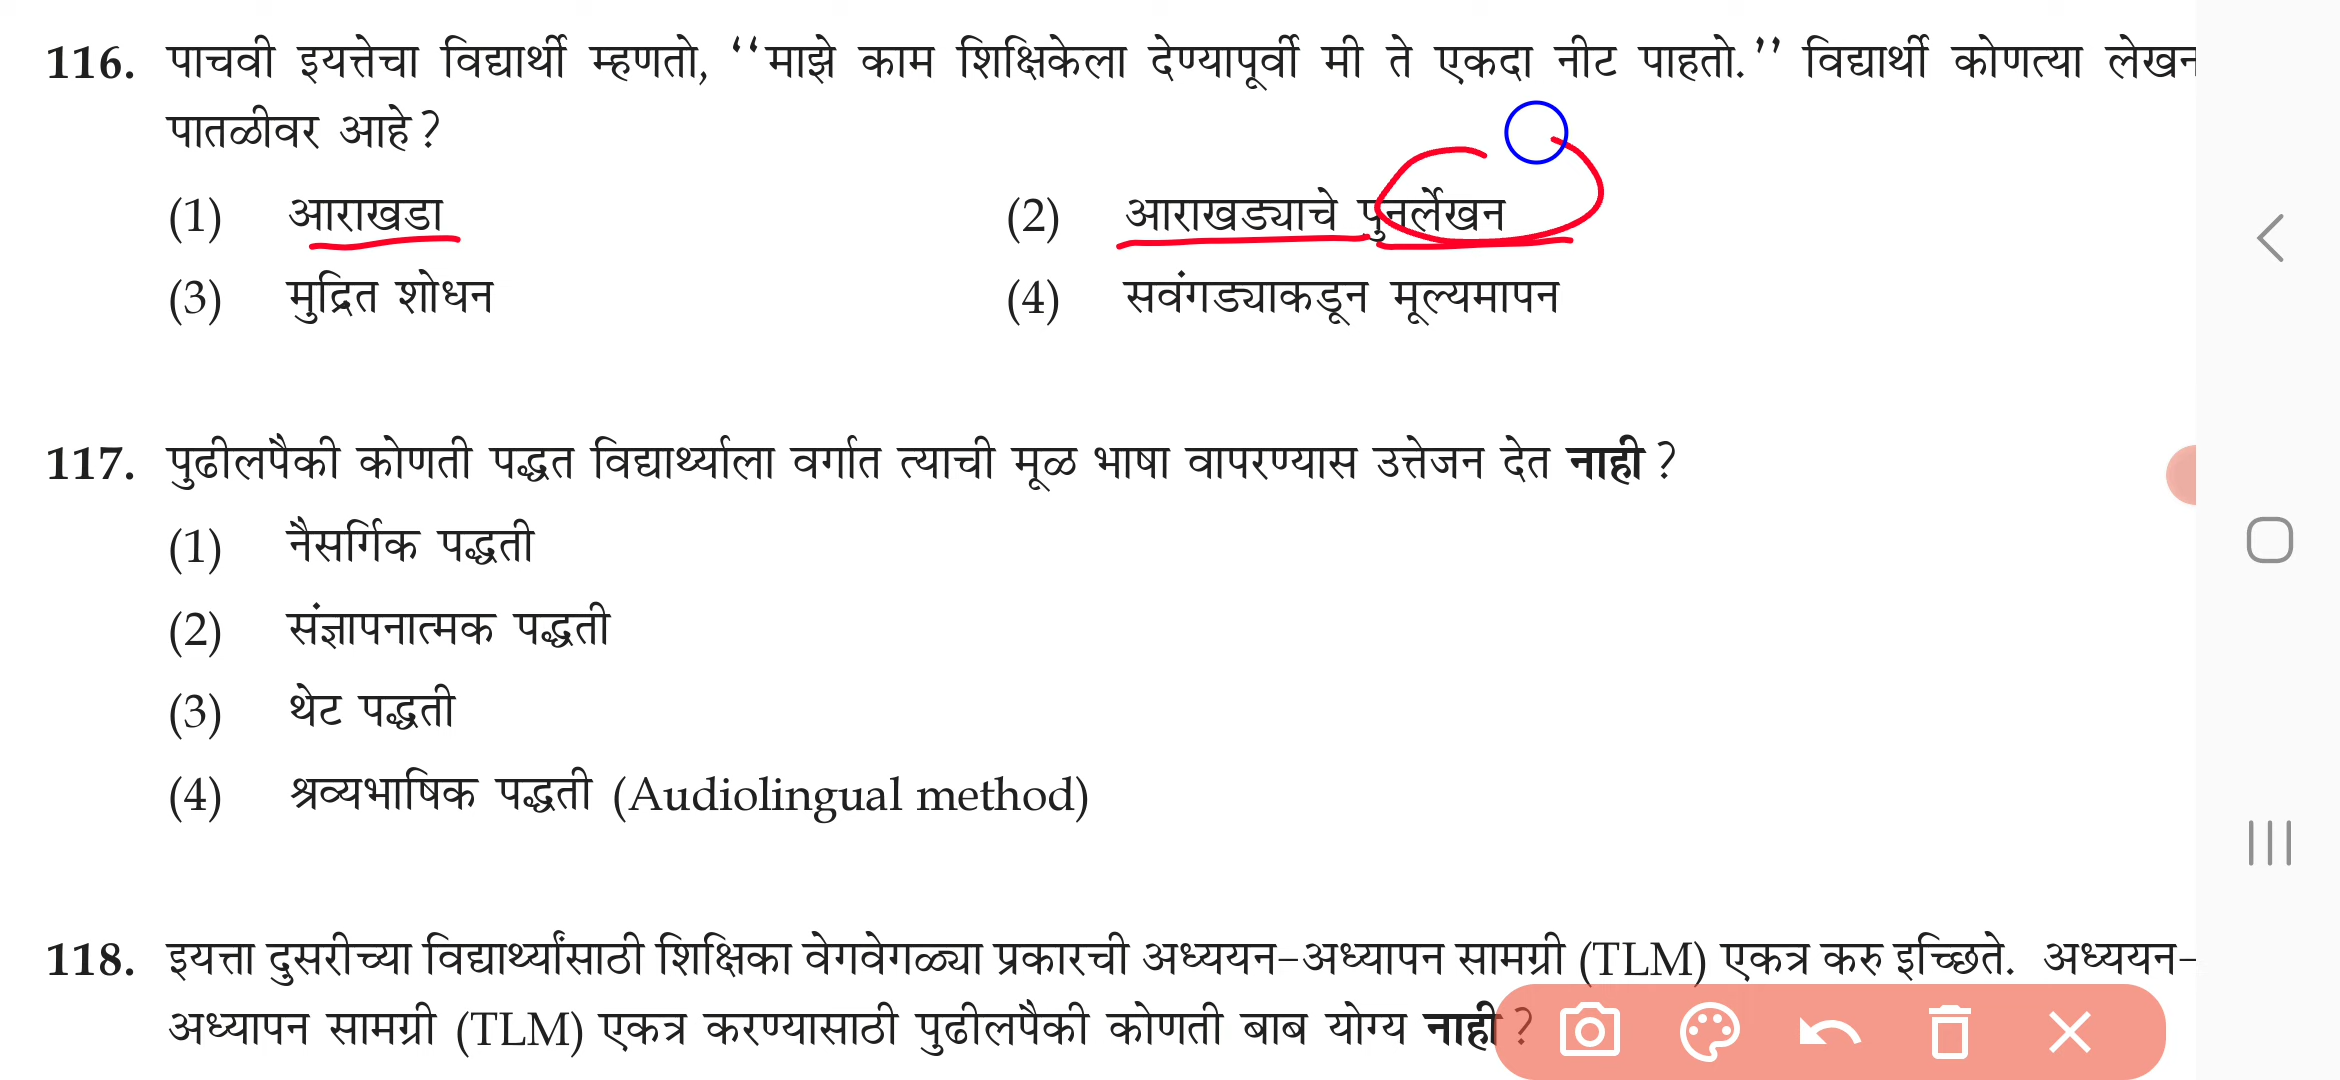 116. पाचवी इयत्तेचा विद्यार्थी म्हणतो, ‘‘माझे काम शिक्षिकेला देण्यापूर्वी मी ते एकदा नीट पाहतो.’’ विद्यार्थी कोणत्या लेखन
पातळीवर आहे ?
(1) आराखडा (2) आराखड्याचे पुनर्लेखन
(3) मुद्रित शोधन (4) सवंगड्याकडून मूल्यमापन
117. पुढीलपैकी कोणती पद्धत विद्यार्थ्याला वर्गात त्याची मूळ भाषा वापरण्यास उत्तेजन देत नाही ?
(1) नैसर्गिक पद्धती
(2) संज्ञापनात्मक पद्धती
(3) थेट पद्धती
(4) श्रव्यभाषिक पद्धती (Audiolingual method)
118. इयत्ता दुसरीच्या विद्यार्थ्यांसाठी शिक्षिका वेगवेगळ्या प्रकारची अध्ययन-अध्यापन सामग्री (TLM) एकत्र करु इच्छिते. अध्ययन-
अध्यापन सामग्री (TLM) एकत्र करण्यासाठी पुढीलपैकी कोणती बाब योग्य नाही ?